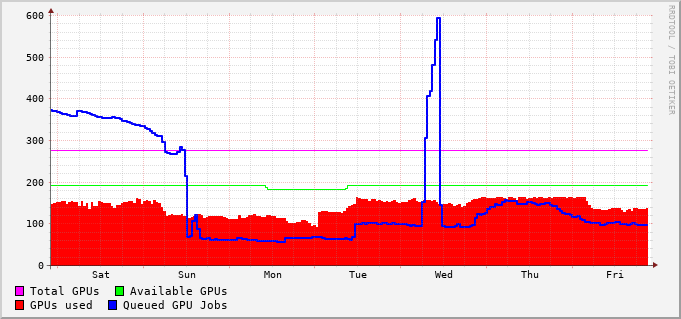 600
500
400
300
200
100
0
Sat Sun Mon Tue Wed Thu Fri
Total GPUs Available GPUs
GPUs used Queued GPU Jobs
RRDTOOL / TOBI OETIKER